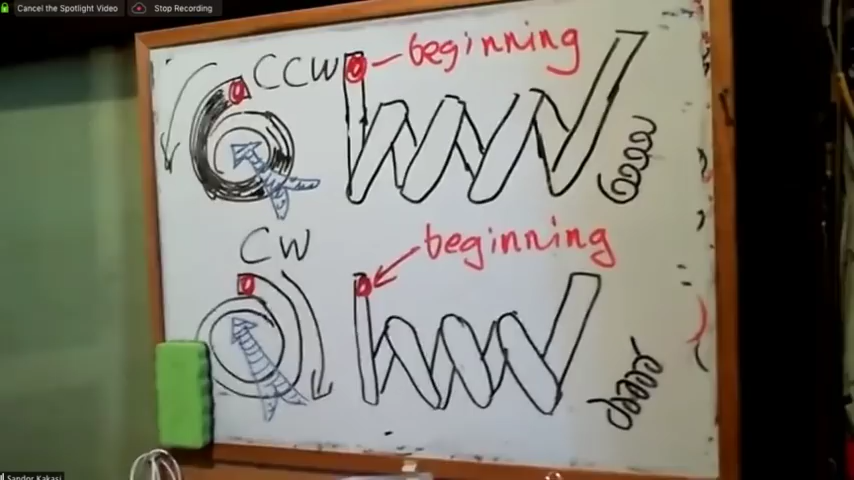 Cancel the Spotlight Video Stop Recording
CCW beginning
CW beginning
Sandor Kakasi